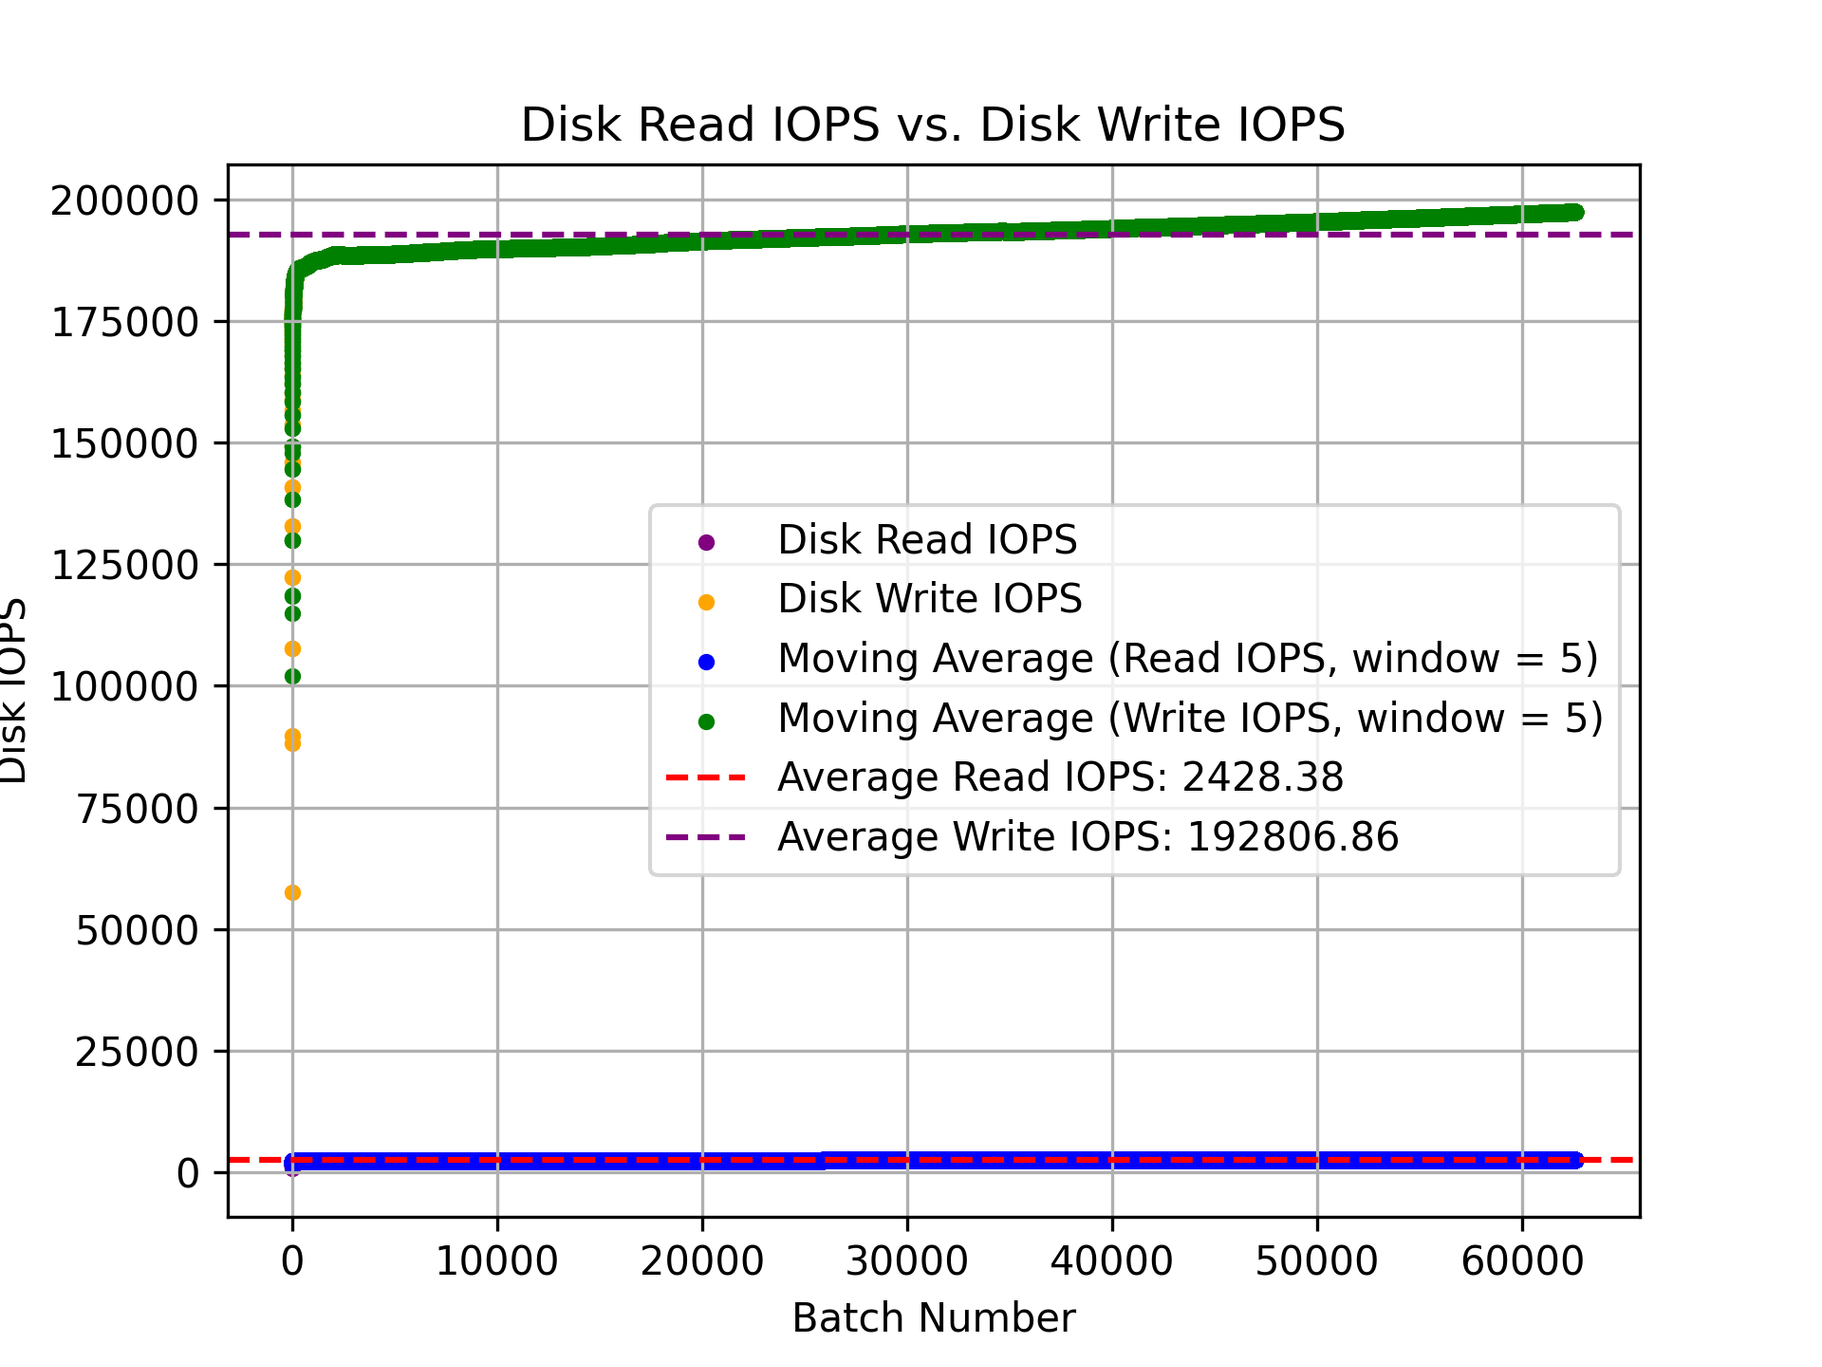 Disk Read IOPS vs. Disk Write IOPS
200000
175000
150000
125000
100000
75000
50000
25000
0
Disk IOPS
Disk Read IOPS
Disk Write IOPS
Moving Average (Read IOPS, window = 5)
Moving Average (Write IOPS, window = 5)
Average Read IOPS: 2428.38
Average Write IOPS: 192806.86
0 10000 20000 30000 40000 50000 60000
Batch Number